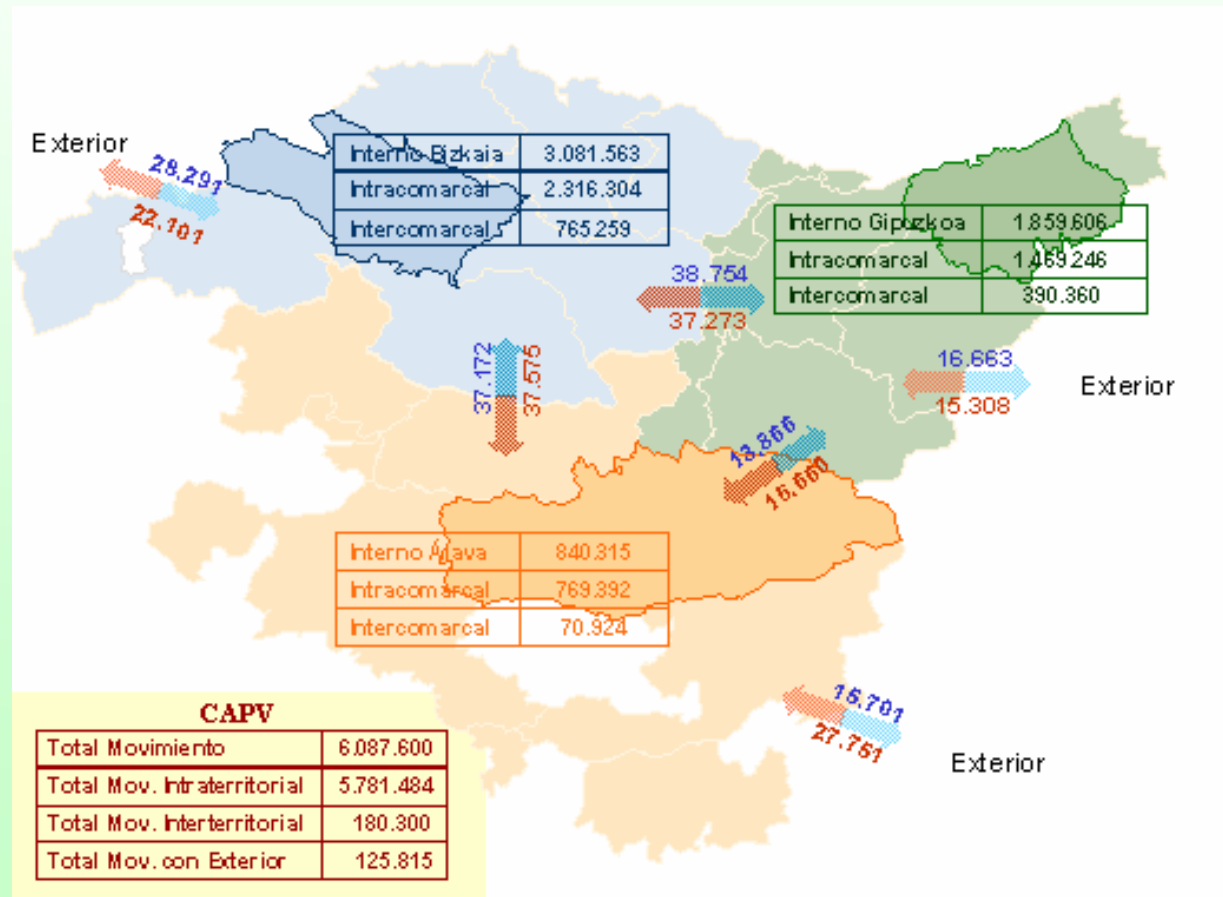 Exterior
28.291
22.101
Interno Bizkaia 3.081.563
Intracomarcal 2.316.304
Intercomarcal 765.259
Interno Gipuzkoa 1.859.606
Intracomarcal 1.469.246
Intercomarcal 390.360
38.754
37.273
37.172
37.575
16.663
15.308
Exterior
13.866
15.660
Interno Álava 840.315
Intracomarcal 769.392
Intercomarcal 70.924
15.701
27.751
Exterior
CAPV
Total Movimiento 6.087.600
Total Mov. Intraterritorial 5.781.484
Total Mov. Interterritorial 180.300
Total Mov. con Exterior 125.815